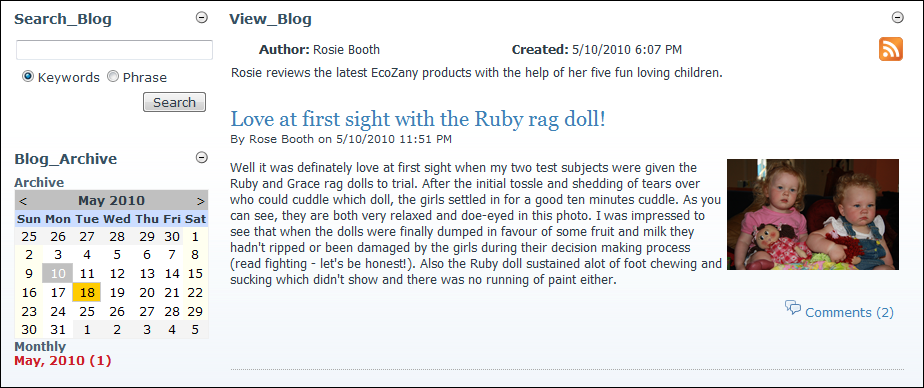 Search_Blog
Keywords Phrase
Search
Blog_Archive
Archive
< May 2010 >
Sun Mon Tue Wed Thu Fri Sat
25 26 27 28 29 30 1
2 3 4 5 6 7 8
9 10 11 12 13 14 15
16 17 18 19 20 21 22
23 24 25 26 27 28 29
30 31 1 2 3 4 5
Monthly
May, 2010 (1)
View_Blog
Author: Rosie Booth Created: 5/10/2010 6:07 PM
Rosie reviews the latest EcoZany products with the help of her five fun loving children.
Love at first sight with the Ruby rag doll!
By Rose Booth on 5/10/2010 11:51 PM
Well it was definately love at first sight when my two test subjects were given the
Ruby and Grace rag dolls to trial. After the initial tossle and shedding of tears over
who could cuddle which doll, the girls settled in for a good ten minutes cuddle. As you
can see, they are both very relaxed and doe-eyed in this photo. I was impressed to
see that when the dolls were finally dumped in favour of some fruit and milk they
hadn't ripped or been damaged by the girls during their decision making process
(read fighting - let's be honest!). Also the Ruby doll sustained alot of foot chewing and
sucking which didn't show and there was no running of paint either.
Comments (2)